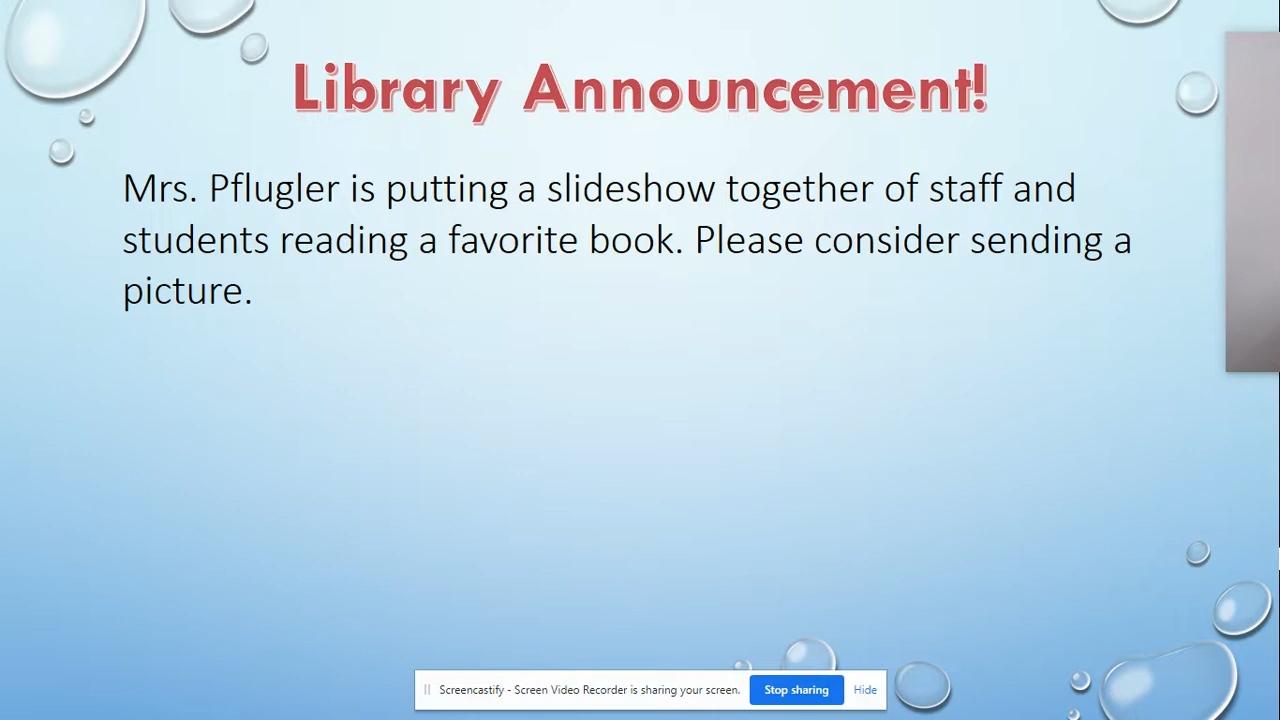 Library Announcement!
Mrs. Pflugler is putting a slideshow together of staff and
students reading a favorite book. Please consider sending a
picture.
Screencastify - Screen Video Recorder is sharing your screen. Stop sharing Hide